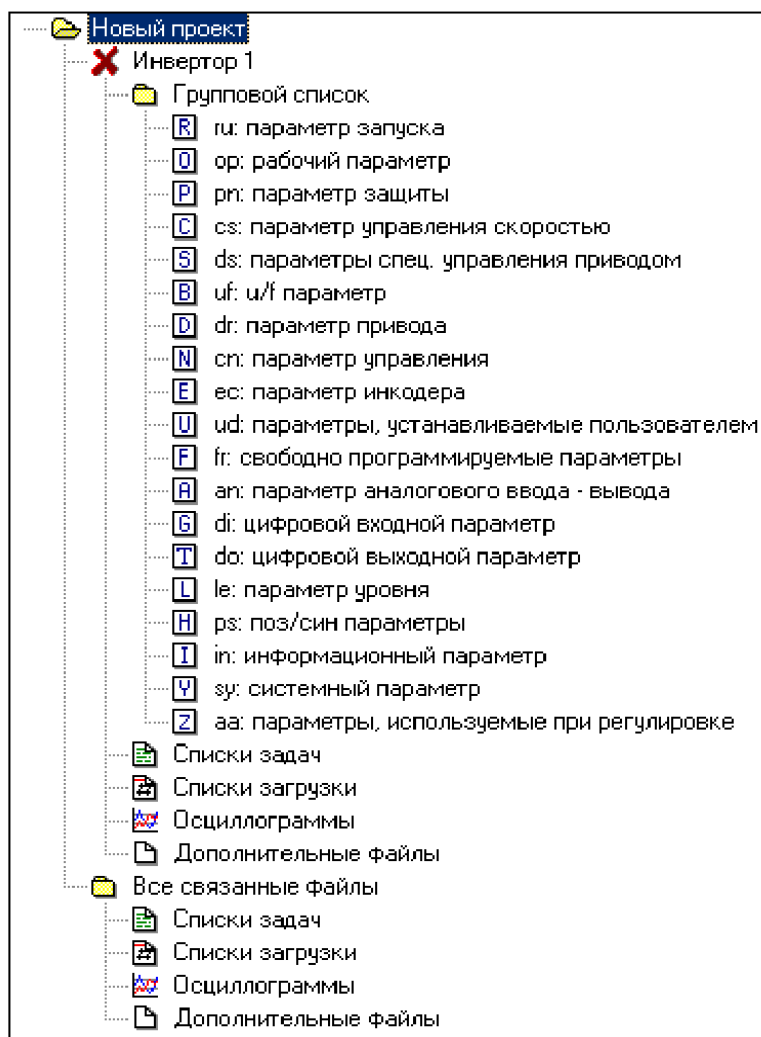 Новый проект
Инвертор 1
Групповой список
R ru: параметр запуска
O op: рабочий параметр
P pn: параметр защиты
C cs: параметр управления скоростью
S ds: параметры спец. управления приводом
B uf: u/f параметр
D dr: параметр привода
N cn: параметр управления
E ec: параметр инкодера
U ud: параметры, устанавливаемые пользователем
F fr: свободно программируемые параметры
A an: параметр аналогового ввода - вывода
G di: цифровой входной параметр
T do: цифровой выходной параметр
L le: параметр уровня
H ps: поз/син параметры
I in: информационный параметр
Y sy: системный параметр
Z aa: параметры, используемые при регулировке
Списки задач
Списки загрузки
Осциллограммы
Дополнительные файлы
Все связанные файлы
Списки задач
Списки загрузки
Осциллограммы
Дополнительные файлы